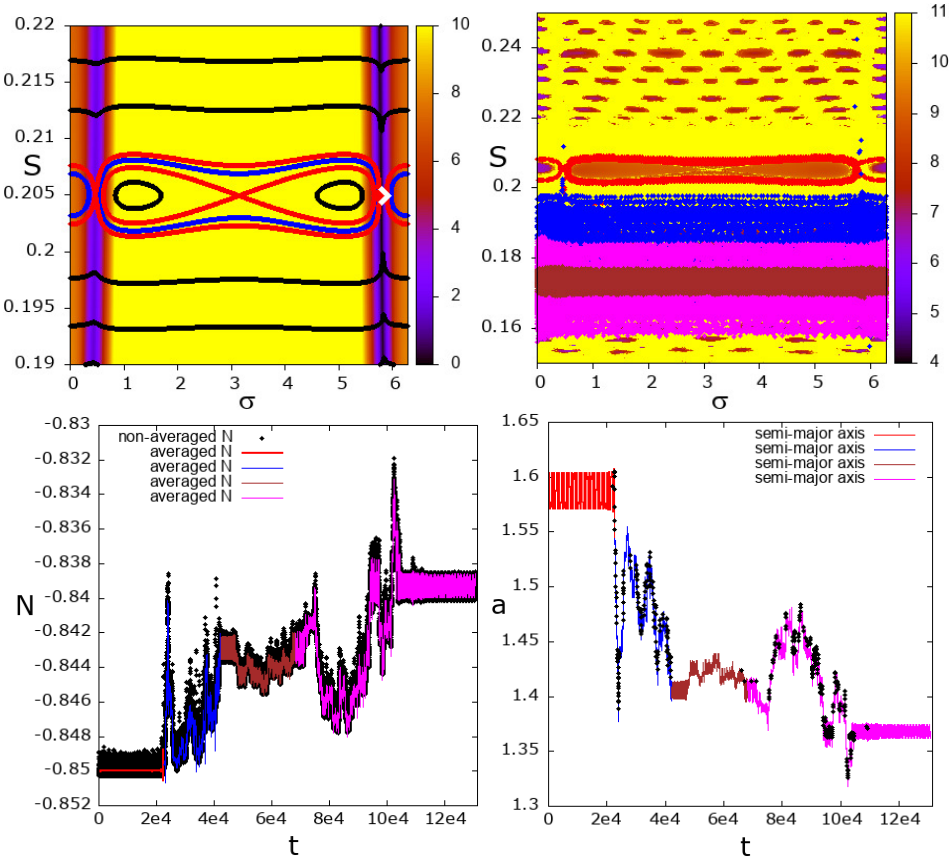 0.22
0.215
0.21
S
0.205
0.2
0.195
0.19
0 1 2 3 4 5 6
σ
10
8
6
4
2
0
0.24
0.22
S
0.2
0.18
0.16
0 1 2 3 4 5 6
σ
11
10
9
8
7
6
5
4
-0.83
-0.832
-0.834
-0.836
-0.838
N
-0.84
-0.842
-0.844
-0.846
-0.848
-0.85
-0.852
non-averaged N
averaged N
averaged N
averaged N
averaged N
0 2e4 4e4 6e4 8e4 10e4 12e4
t
1.65
a
1.6
1.55
1.5
1.45
1.4
1.35
1.3
semi-major axis
semi-major axis
semi-major axis
semi-major axis
0 2e4 4e4 6e4 8e4 10e4 12e4
t